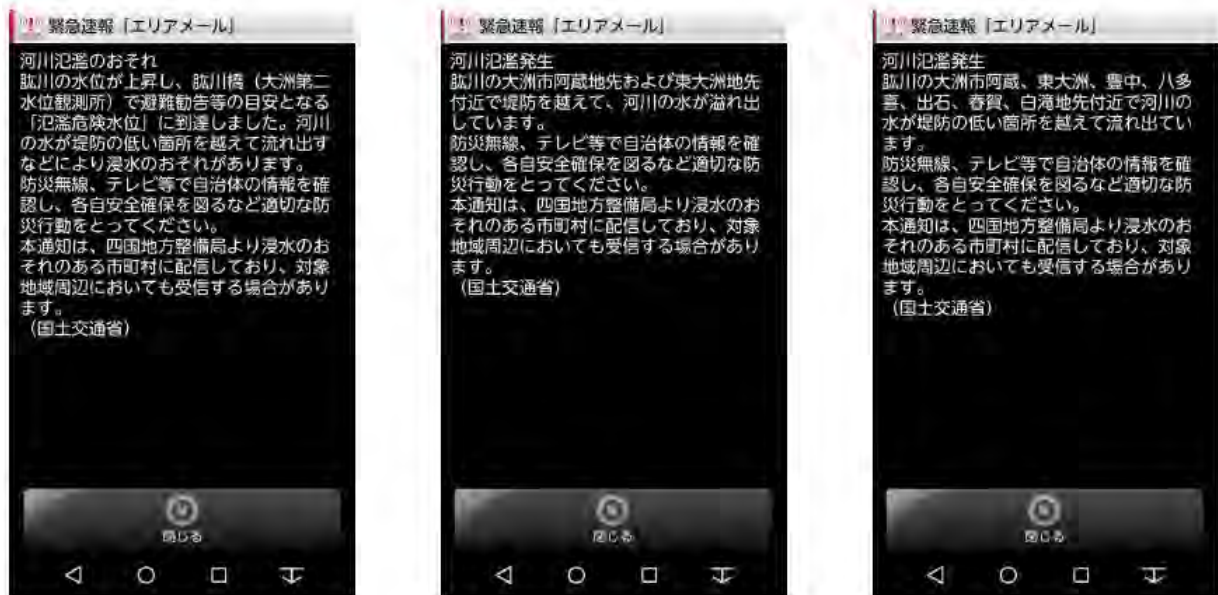 緊急速報「エリアメール」
河川氾濫のおそれ
肱川の水位が上昇し、肱川橋（大洲第二
水位観測所）で避難勧告等の目安となる
「氾濫危険水位」に到達しました。河川
の水が堤防の低い箇所を越えて流れ出す
などにより浸水のおそれがあります。
防災無線、テレビ等で自治体の情報を確
認し、各自安全確保を図るなど適切な防
災行動をとってください。
本通知は、四国地方整備局より浸水のお
それのある市町村に配信しており、対象
地域周辺においても受信する場合があり
ます。
（国土交通省）
閉じる
緊急速報「エリアメール」
河川氾濫発生
肱川の大洲市阿蔵地先および東大洲地先
付近で堤防を越えて、河川の水が溢れ出
しています。
防災無線、テレビ等で自治体の情報を確
認し、各自安全確保を図るなど適切な防
災行動をとってください。
本通知は、四国地方整備局より浸水のお
それのある市町村に配信しており、対象
地域周辺においても受信する場合があり
ます。
（国土交通省）
閉じる
緊急速報「エリアメール」
河川氾濫発生
肱川の大洲市阿蔵、東大洲、豊中、八多
喜、出石、春賀、白滝地先付近で河川の
水が堤防の低い箇所を越えて流れ出てい
ます。
防災無線、テレビ等で自治体の情報を確
認し、各自安全確保を図るなど適切な防
災行動をとってください。
本通知は、四国地方整備局より浸水のお
それのある市町村に配信しており、対象
地域周辺においても受信する場合があり
ます。
（国土交通省）
閉じる